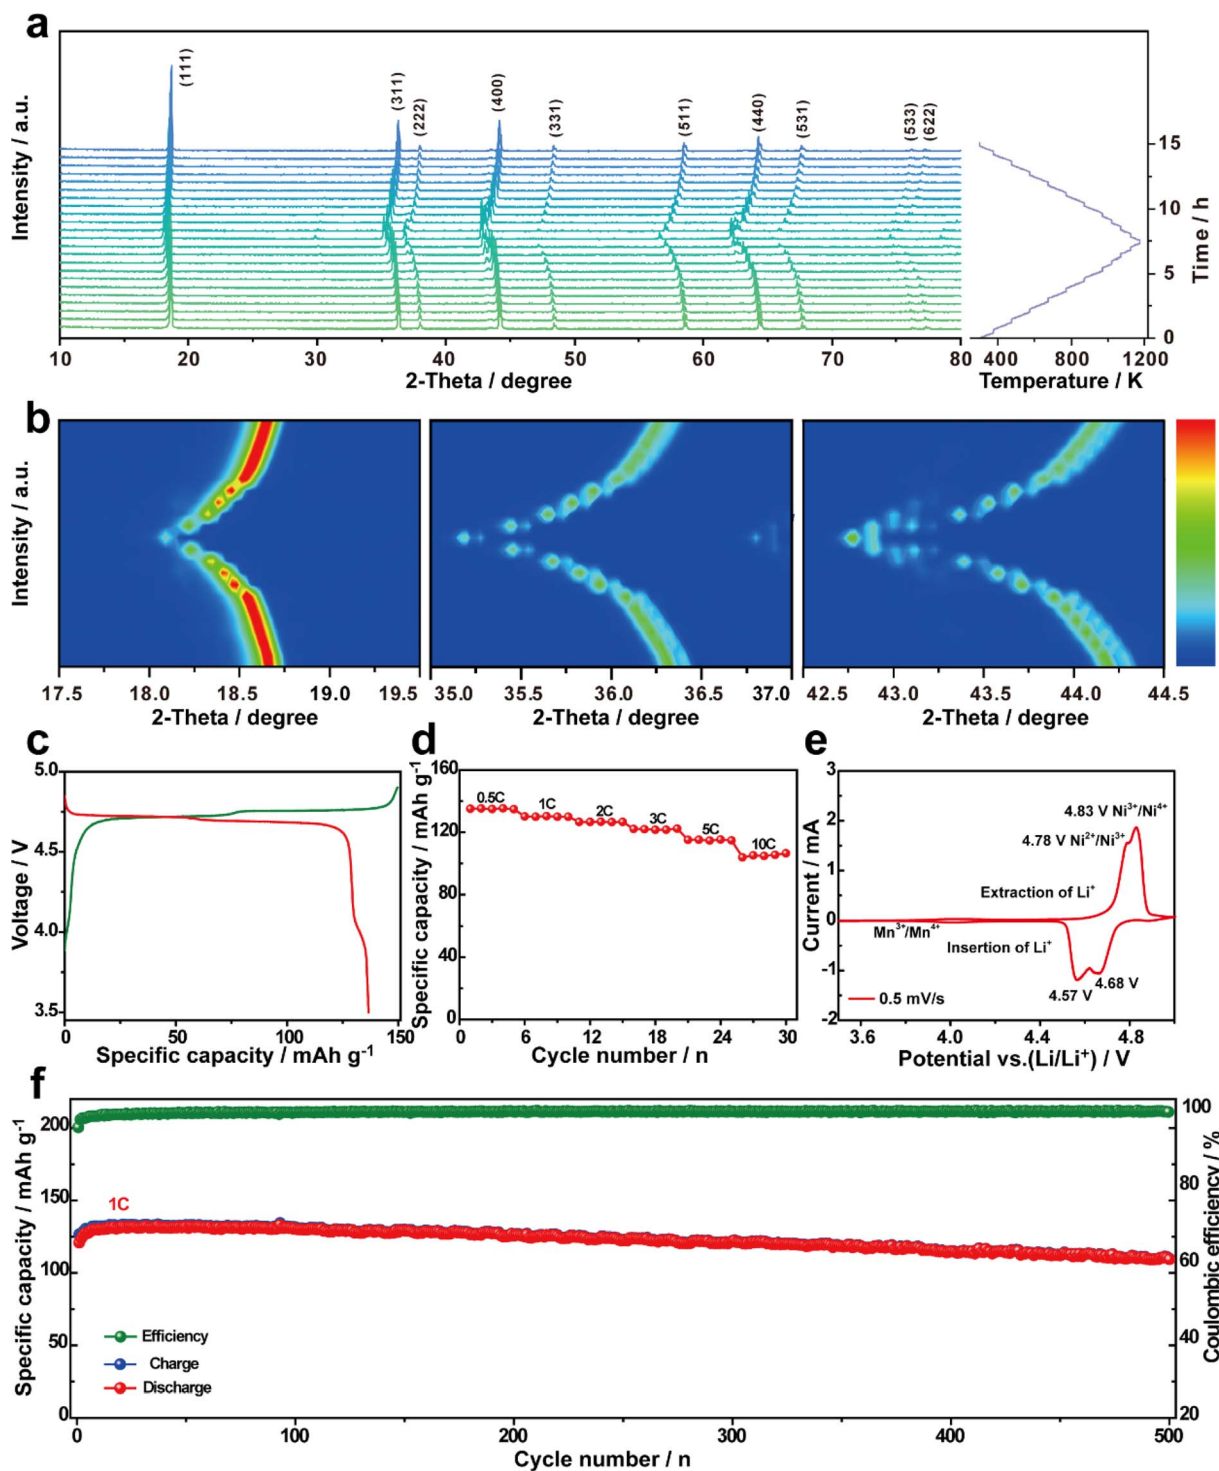 a
Intensity / a.u.
(111)
(311)
(222)
(400)
(331)
(511)
(440)
(531)
(533)
(622)
15
10
5
0
Time / h
10 20 30 40 50 60 70 80
2-Theta / degree
400 800 1200
Temperature / K
b
Intensity / a.u.
17.5 18.0 18.5 19.0 19.5
2-Theta / degree
35.0 35.5 36.0 36.5 37.0
2-Theta / degree
42.5 43.0 43.5 44.0 44.5
2-Theta / degree
c
Voltage / V
5.0
4.5
4.0
3.5
0 50 100 150
Specific capacity / mAh g⁻¹
d
Specific capacity / mAh g⁻¹
160
120
80
40
0
0.5C
1C
2C
3C
5C
10C
0 6 12 18 24 30
Cycle number / n
e
Current / mA
3
2
1
0
-1
-2
4.83 V Ni³⁺/Ni⁴⁺
4.78 V Ni²⁺/Ni³⁺
Extraction of Li⁺
Mn³⁺/Mn⁴⁺
Insertion of Li⁺
4.57 V
4.68 V
0.5 mV/s
3.6 4.0 4.4 4.8
Potential vs.(Li/Li⁺) / V
f
Specific capacity / mAh g⁻¹
200
150
100
50
0
1C
Efficiency
Charge
Discharge
100
80
60
40
20
Coulombic efficiency / %
0 100 200 300 400 500
Cycle number / n